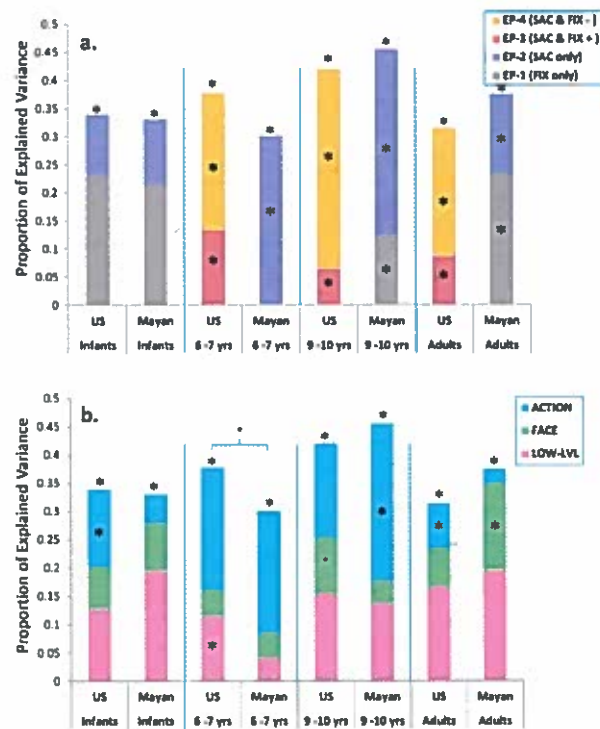 a.
EP-4 (SAC & FIX - )
EP-3 (SAC & FIX + )
EP-2 (SAC only)
EP-1 (FIX only)
Proportion of Explained Variance
0.5
0.45
0.4
0.35
0.3
0.25
0.2
0.15
0.1
0.05
0
US Mayan US Mayan US Mayan US Mayan
Infants Infants 6 -7 yrs 6 -7 yrs 9 -10 yrs 9 -10 yrs Adults Adults
b.
ACTION
FACE
LOW-LVL
Proportion of Explained Variance
0.5
0.45
0.4
0.35
0.3
0.25
0.2
0.15
0.1
0.05
0
US Mayan US Mayan US Mayan US Mayan
Infants Infants 6 -7 yrs 6 -7 yrs 9 -10 yrs 9 -10 yrs Adults Adults